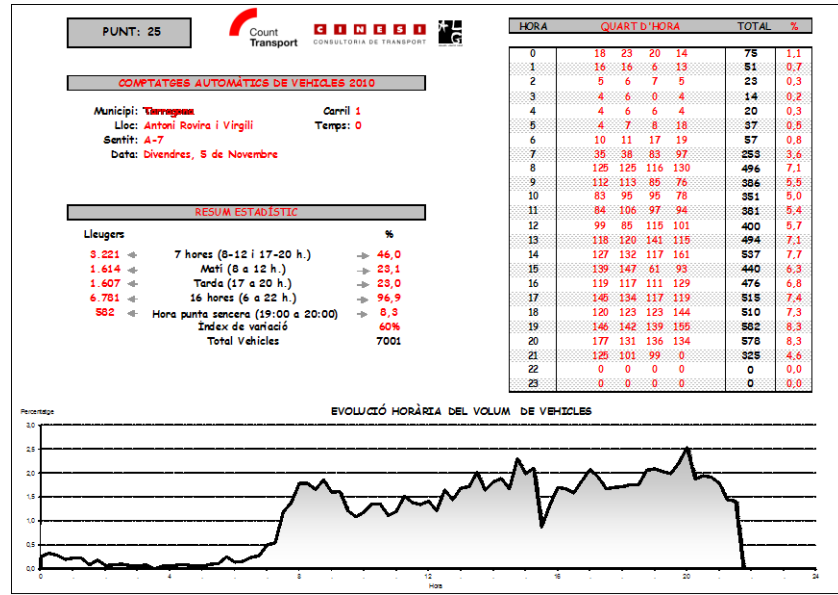 PUNT: 25
Count
Transport
CINESI
CONSULTORIA DE TRANSPORT
COMPTATGES AUTOMÀTICS DE VEHICLES 2010
Municipi:
Carril 1
Lloc: Antoni Rovira i Virgili
Temps: 0
Sentit: A-7
Data: Divendres, 5 de Novembre
RESUM ESTADÍSTIC
Lleugers %
3.221 7 hores (8-12 i 17-20 h.) 46,0
1.614 Matí (8 a 12 h.) 23,1
1.607 Tarda (17 a 20 h.) 23,0
6.781 16 hores (6 a 22 h.) 96,9
582 Hora punta sencera (19:00 a 20:00) 8,3
Índex de variació 60%
Total Vehicles 7001
HORA QUART D'HORA TOTAL %
0 18 23 20 14 75 1,1
1 16 16 6 13 51 0,7
2 5 6 7 5 23 0,3
3 4 6 0 4 14 0,2
4 4 6 6 4 20 0,3
5 4 7 8 18 37 0,5
6 10 11 17 19 57 0,8
7 35 38 83 97 253 3,6
8 125 125 116 130 496 7,1
9 112 113 85 76 386 5,5
10 83 95 95 78 351 5,0
11 84 106 97 94 381 5,4
12 99 85 115 101 400 5,7
13 118 120 141 115 494 7,1
14 127 132 117 161 537 7,7
15 139 147 61 93 440 6,3
16 119 117 111 129 476 6,8
17 145 134 117 119 515 7,4
18 120 123 123 144 510 7,3
19 146 142 139 155 582 8,3
20 177 131 136 134 578 8,3
21 125 101 99 0 325 4,6
22 0 0 0 0 0 0,0
23 0 0 0 0 0 0,0
EVOLUCIÓ HORÀRIA DEL VOLUM DE VEHICLES
Percentatge
3,0
2,5
2,0
1,5
1,0
0,5
0,0
0 4 8 12 16 20 24
Hora